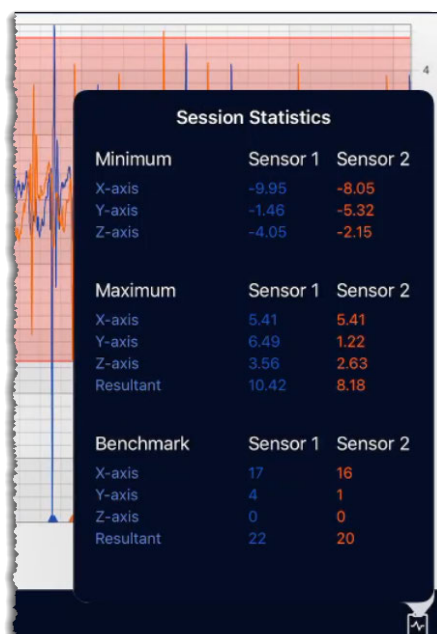 4
Session Statistics
Minimum Sensor 1 Sensor 2
X-axis -9.95 -8.05
Y-axis -1.46 -5.32
Z-axis -4.05 -2.15
Maximum Sensor 1 Sensor 2
X-axis 5.41 5.41
Y-axis 6.49 1.22
Z-axis 3.56 2.63
Resultant 10.42 8.18
Benchmark Sensor 1 Sensor 2
X-axis 17 16
Y-axis 4 1
Z-axis 0 0
Resultant 22 20